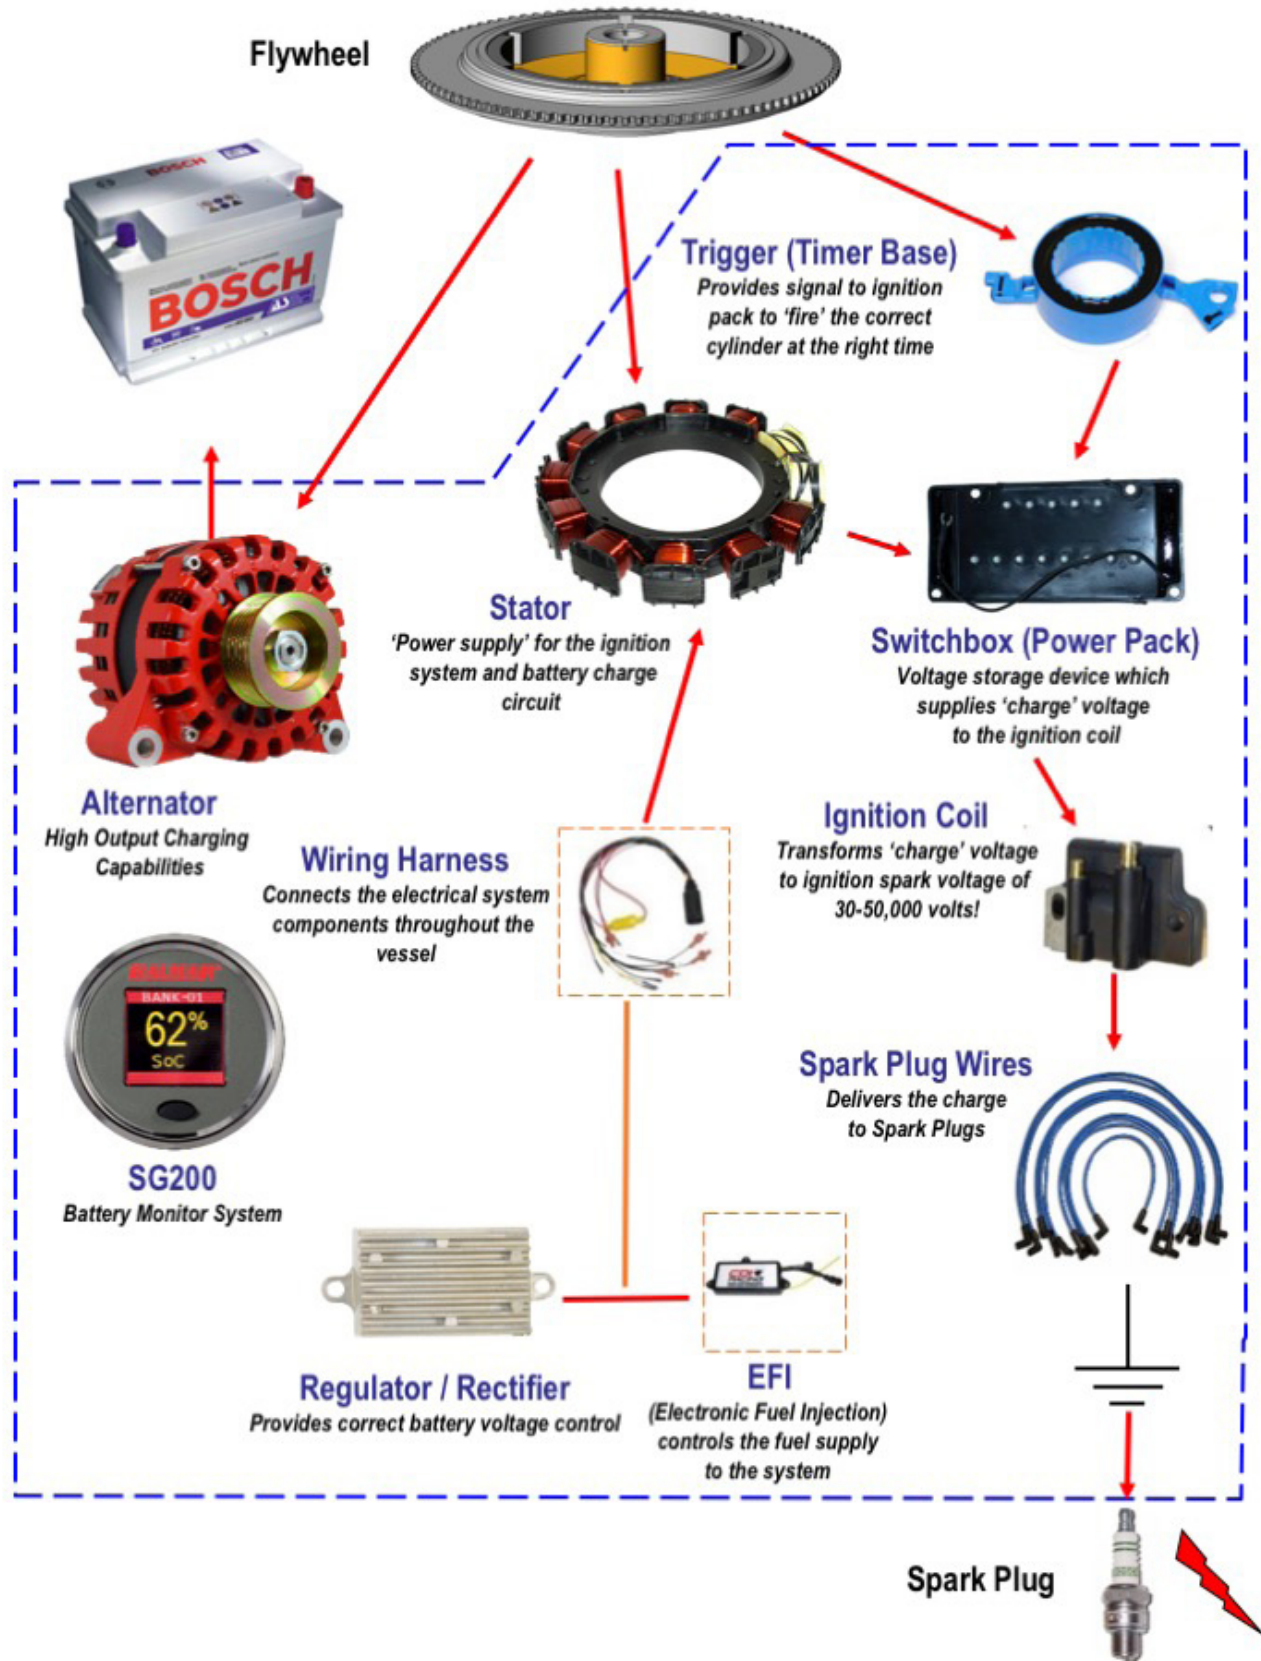 Flywheel
BOSCH
BOSCH
Trigger (Timer Base)
Provides signal to ignition
pack to ‘fire’ the correct
cylinder at the right time
Stator
‘Power supply’ for the ignition
system and battery charge
circuit
Switchbox (Power Pack)
Voltage storage device which
supplies ‘charge’ voltage
to the ignition coil
Alternator
High Output Charging
Capabilities
Wiring Harness
Connects the electrical system
components throughout the
vessel
Ignition Coil
Transforms ‘charge’ voltage
to ignition spark voltage of
30-50,000 volts!
BANK-01
62%
SoC
SG200
Battery Monitor System
Spark Plug Wires
Delivers the charge
to Spark Plugs
Regulator / Rectifier
Provides correct battery voltage control
EFI
(Electronic Fuel Injection)
controls the fuel supply
to the system
Spark Plug